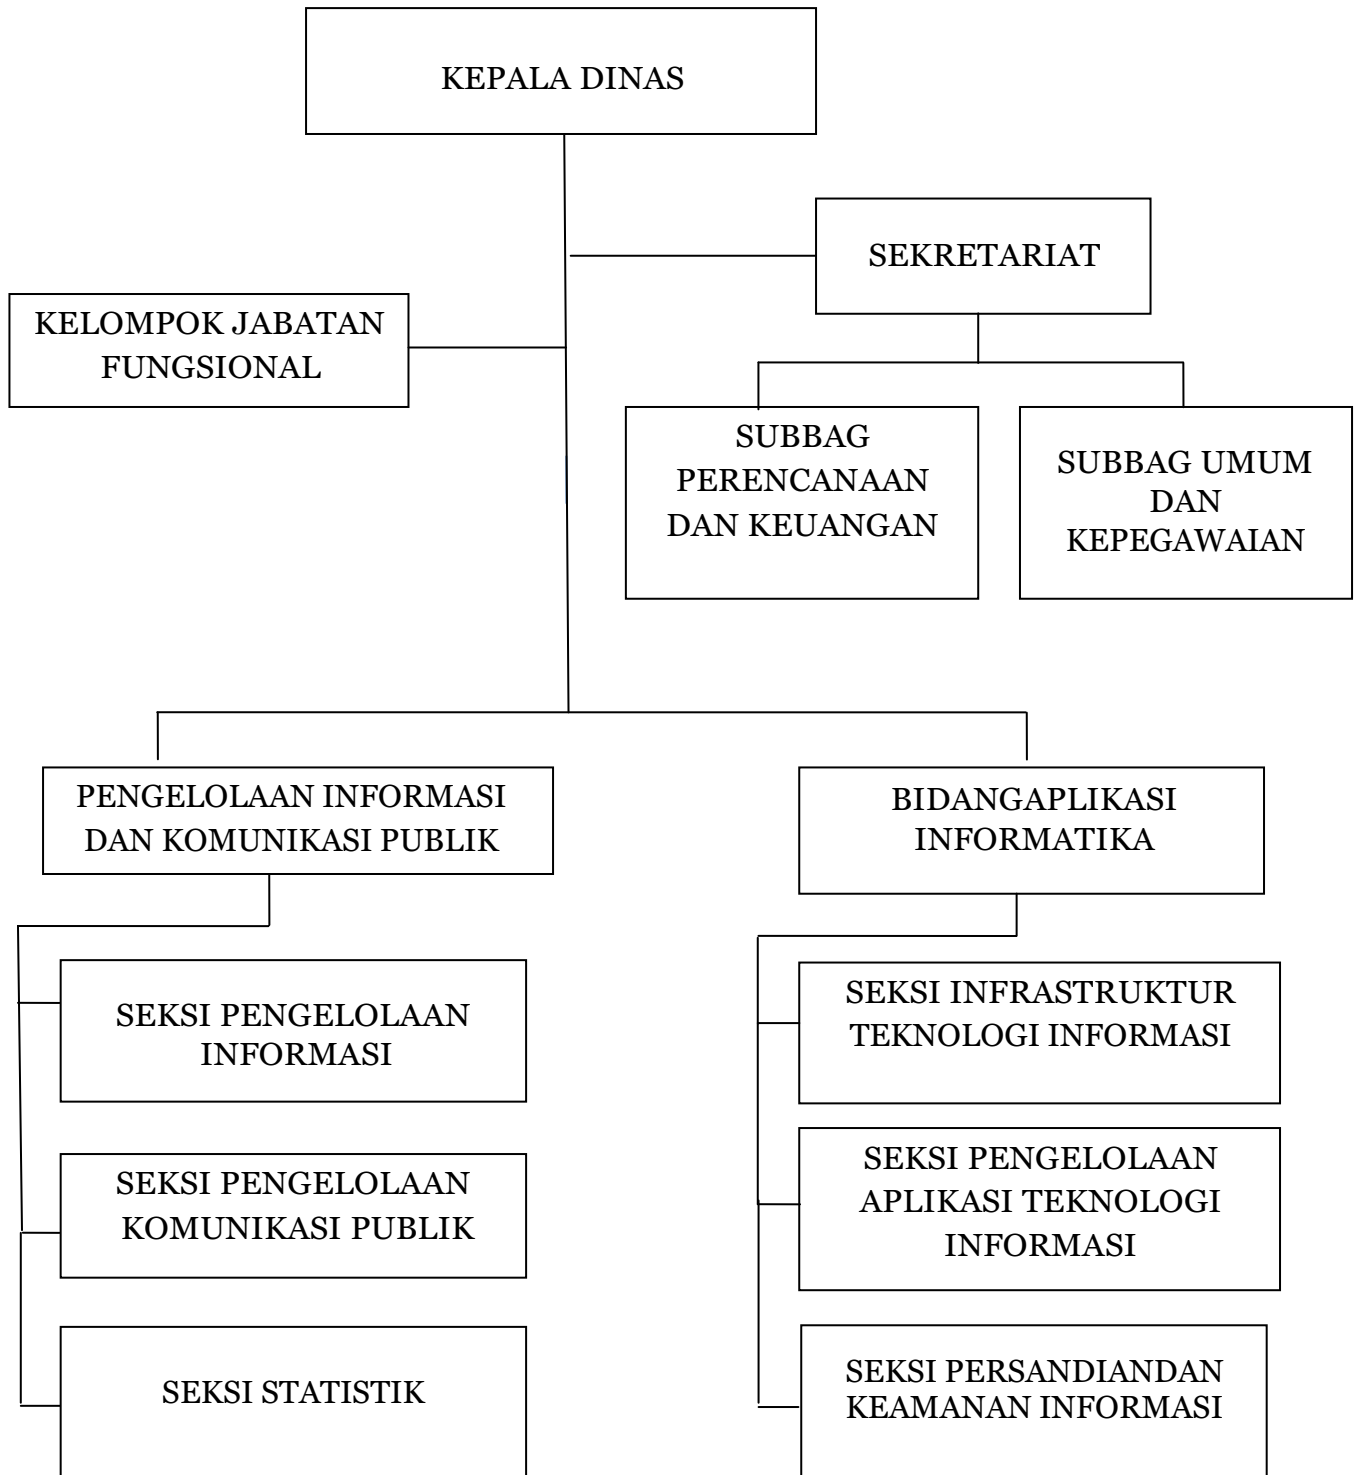 KEPALA DINAS
SEKRETARIAT
KELOMPOK JABATAN
FUNGSIONAL
SUBBAG
PERENCANAAN
DAN KEUANGAN
SUBBAG UMUM
DAN
KEPEGAWAIAN
PENGELOLAAN INFORMASI
DAN KOMUNIKASI PUBLIK
BIDANGAPLIKASI
INFORMATIKA
SEKSI PENGELOLAAN
INFORMASI
SEKSI PENGELOLAAN
KOMUNIKASI PUBLIK
SEKSI STATISTIK
SEKSI INFRASTRUKTUR
TEKNOLOGI INFORMASI
SEKSI PENGELOLAAN
APLIKASI TEKNOLOGI
INFORMASI
SEKSI PERSANDIANDAN
KEAMANAN INFORMASI